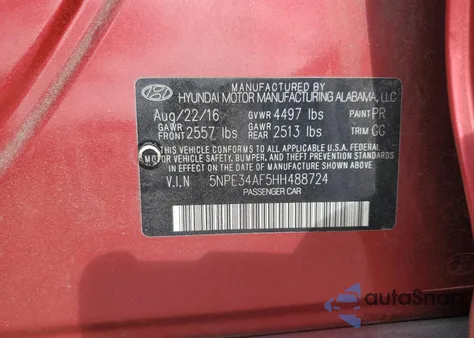 MANUFACTURED BY
HYUNDAI MOTOR MANUFACTURING ALABAMA, LLC
Aug/22/16 GVWR 4497 lbs PAINT PR
GAWR FRONT 2557 lbs GAWR REAR 2513 lbs TRIM GG
THIS VEHICLE CONFORMS TO ALL APPLICABLE U.S. FEDERAL
MOTOR VEHICLE SAFETY, BUMPER, AND THEFT PREVENTION
STANDARDS IN EFFECT ON THE DATE OF MANUFACTURE SHOWN ABOVE
V.I.N 5NPE34AF5HH488724
PASSENGER CAR
autaSnap